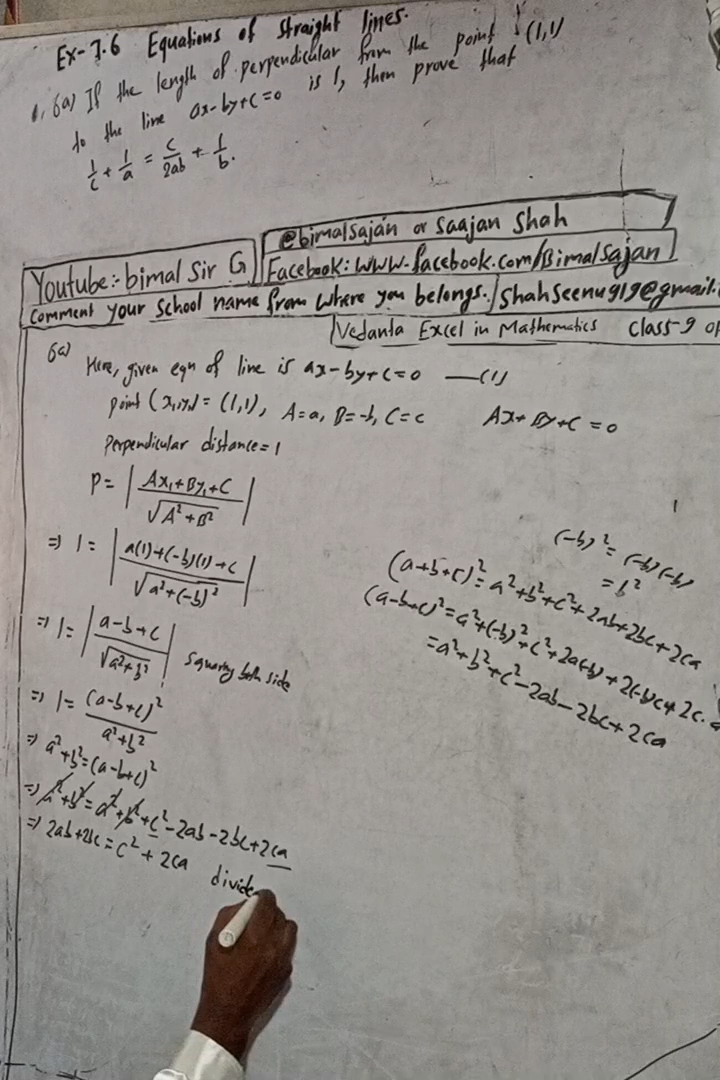 Ex-7.6 Equations of straight lines.
1. 6a) If the length of perpendicular from the point (1,1)
to the line ax-by+c=0 is 1, then prove that
1/c + 1/a = c/2ab + 1/b.
@bimalsajan or Saajan Shah
Youtube:- bimal Sir G
Facebook: www.facebook.com/Bimalsajan
comment your school name from where you belongs. / Shahseenu919@gmail.
Vedanta Excel in Mathematics class-9 op
6a)
Here, given eqn of line is ax-by+c=0 —(1)
point (x₁,y₁) = (1,1), A=a, B=-b, C=c Ax+By+C=0
Perpendicular distance=1
P = |(Ax₁+By₁+C)/√(A²+B²)|
⇒ 1 = |(a(1)+(-b)(1)+c)/√(a²+(-b)²)|
⇒ 1 = |(a-b+c)/√(a²+b²)| squaring both side
⇒ 1 = (a-b+c)²/(a²+b²)
⇒ a²+b²=(a-b+c)²
⇒ a²+b²=a²+b²+c²-2ab-2bc+2ca
⇒ 2ab+2bc=c²+2ca divide
(-b)²=(-b)(-b)
=b²
(a+b+c)²=a²+b²+c²+2ab+2bc+2ca
(a-b+c)²=a²+(-b)²+c²+2a(-b)+2(-b)c+2c.a
=a²+b²+c²-2ab-2bc+2ca